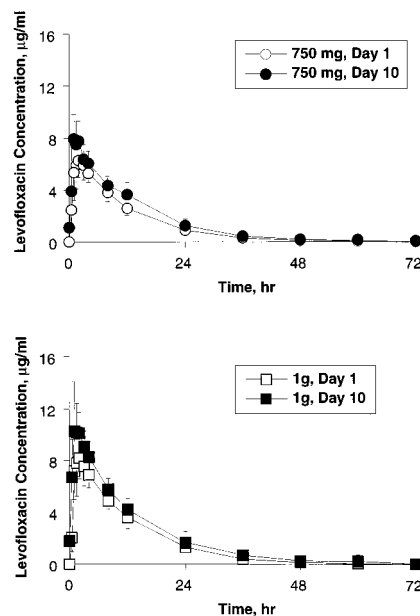 Levofloxacin Concentration, µg/ml
16
12
8
4
0
750 mg, Day 1
750 mg, Day 10
0 24 36 48 72
Time, hr
Levofloxacin Concentration, µg/ml
16
12
8
4
0
1g, Day 1
1g, Day 10
0 24 48 72
Time, hr